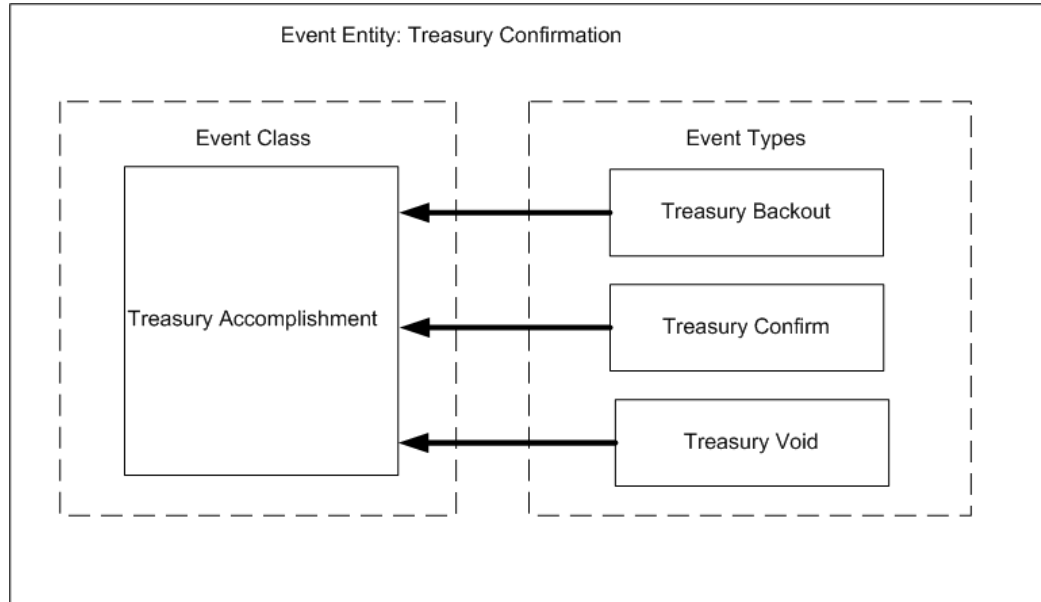 Event Entity: Treasury Confirmation
Event Class
Treasury Accomplishment
Event Types
Treasury Backout
Treasury Confirm
Treasury Void